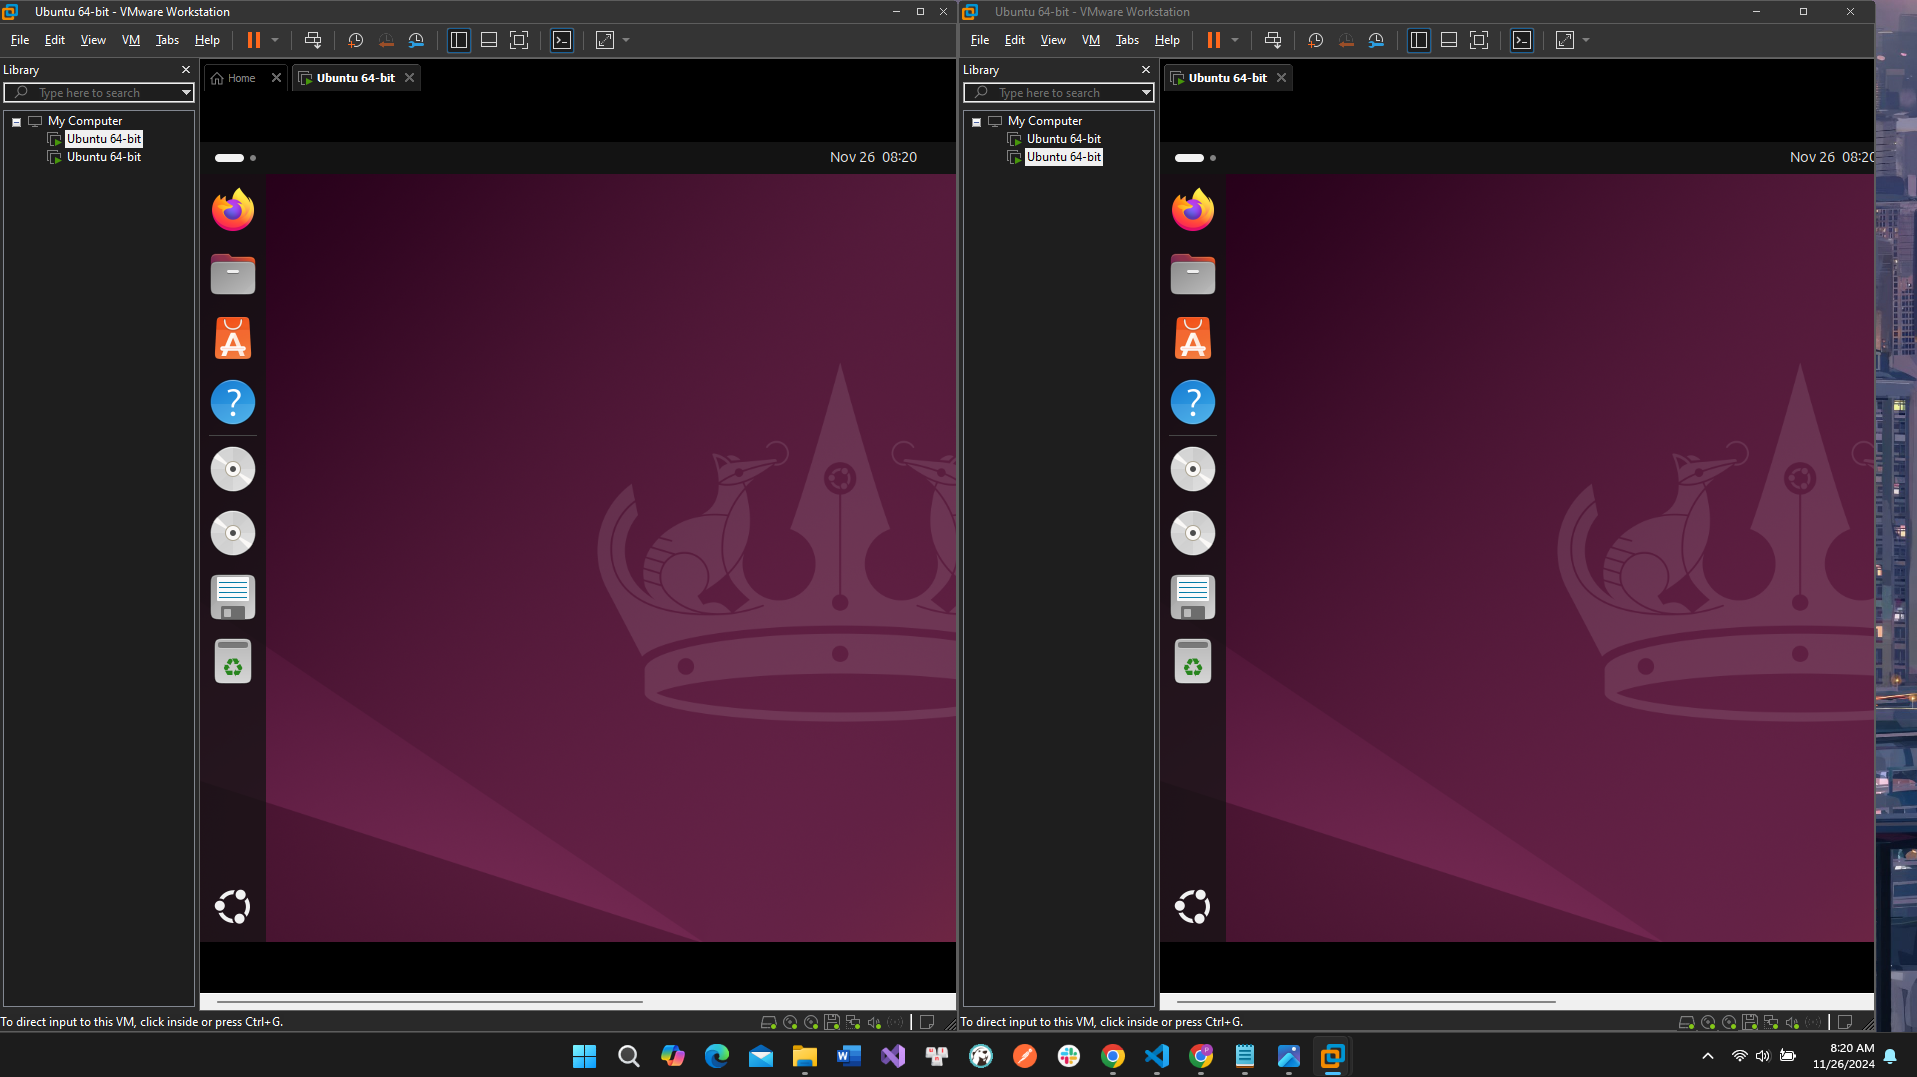 Ubuntu 64-bit - VMware Workstation
File Edit View VM Tabs Help
Library
Type here to search
My Computer
Ubuntu 64-bit
Ubuntu 64-bit
Home
Ubuntu 64-bit
Nov 26 08:20
To direct input to this VM, click inside or press Ctrl+G.
Ubuntu 64-bit - VMware Workstation
File Edit View VM Tabs Help
Library
Type here to search
My Computer
Ubuntu 64-bit
Ubuntu 64-bit
Ubuntu 64-bit
Nov 26 08:20
To direct input to this VM, click inside or press Ctrl+G.
8:20 AM
11/26/2024